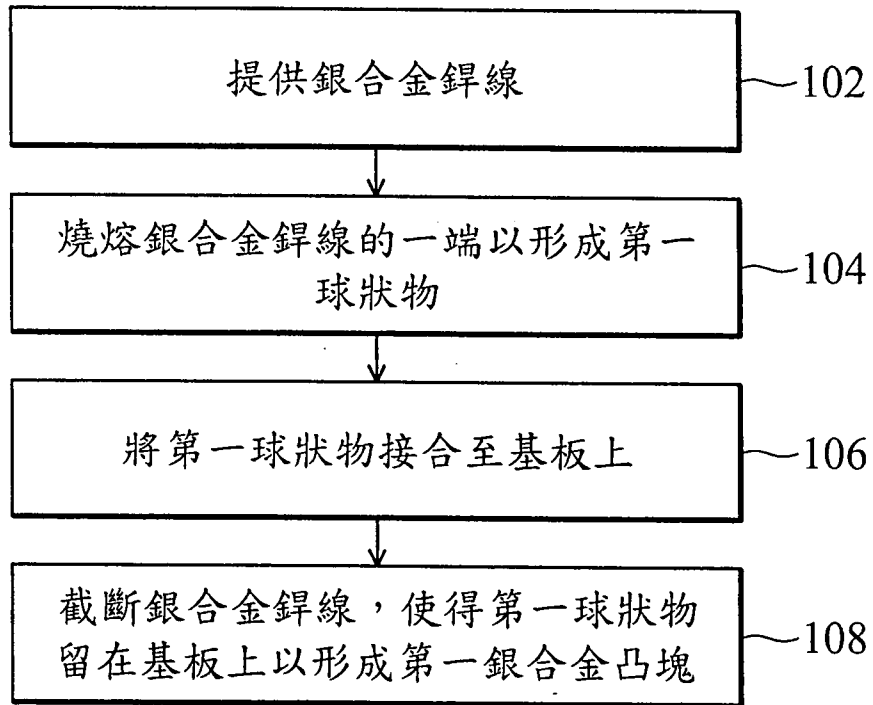 提供銀合金銲線
102
燒熔銀合金銲線的一端以形成第一
球狀物
104
將第一球狀物接合至基板上
106
截斷銀合金銲線，使得第一球狀物
留在基板上以形成第一銀合金凸塊
108